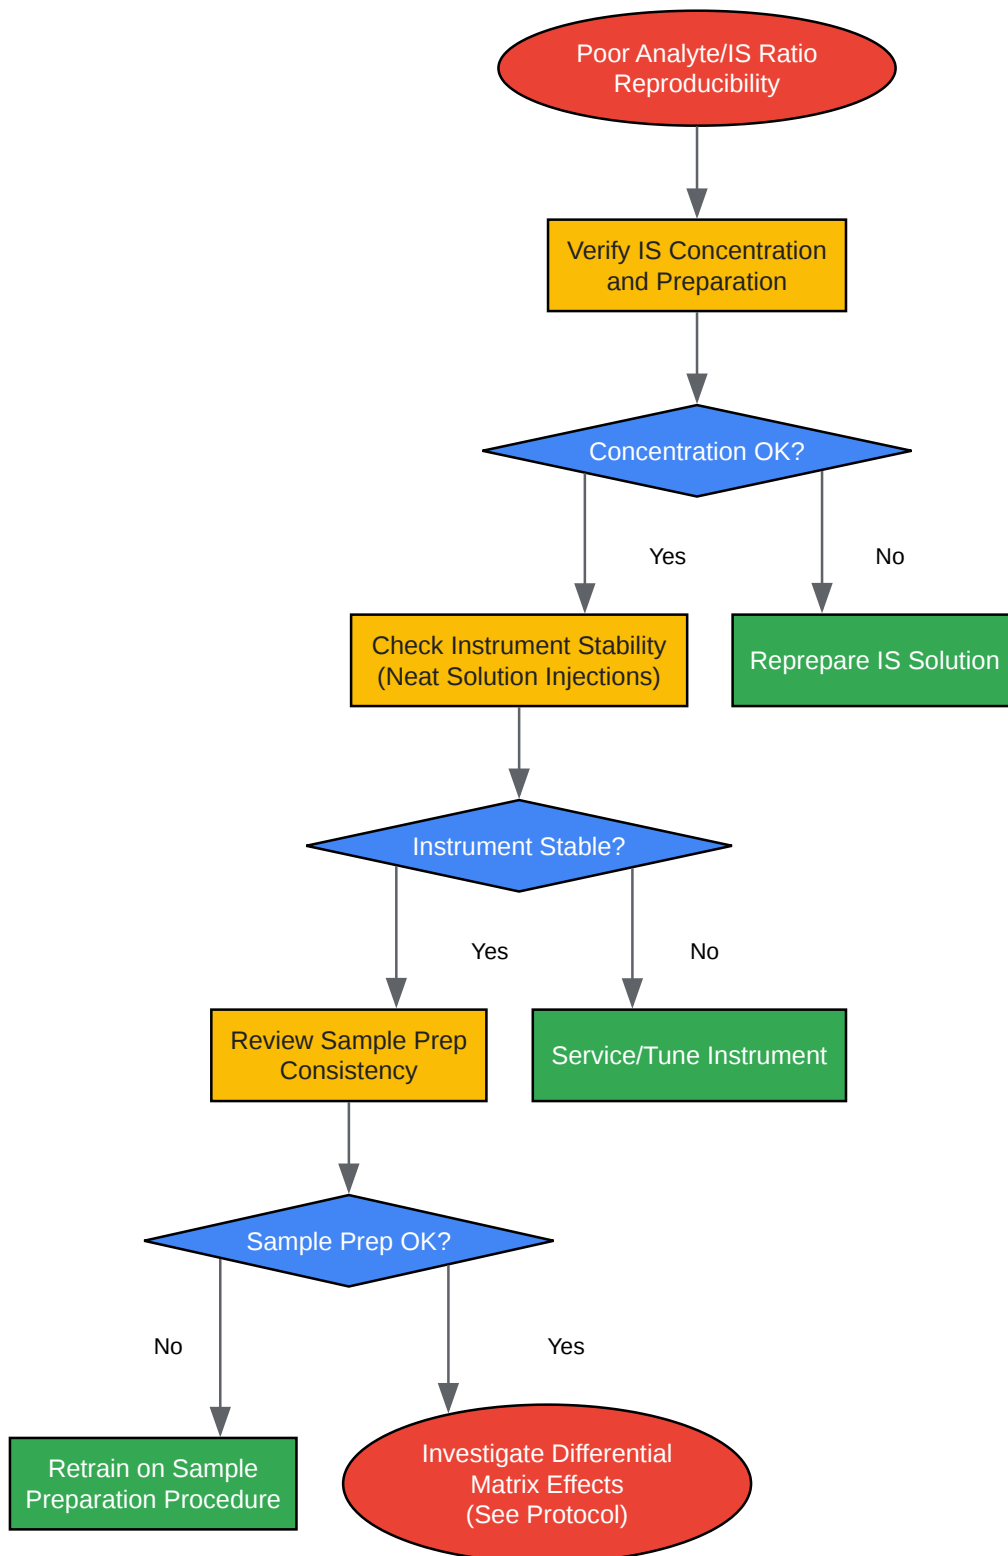 Poor Analyte/IS Ratio
Reproducibility
Verify IS Concentration
and Preparation
Concentration OK?
Yes
No
Check Instrument Stability
(Neat Solution Injections)
Reprepare IS Solution
Instrument Stable?
Yes
No
Review Sample Prep
Consistency
Service/Tune Instrument
Sample Prep OK?
No
Yes
Retrain on Sample
Preparation Procedure
Investigate Differential
Matrix Effects
(See Protocol)